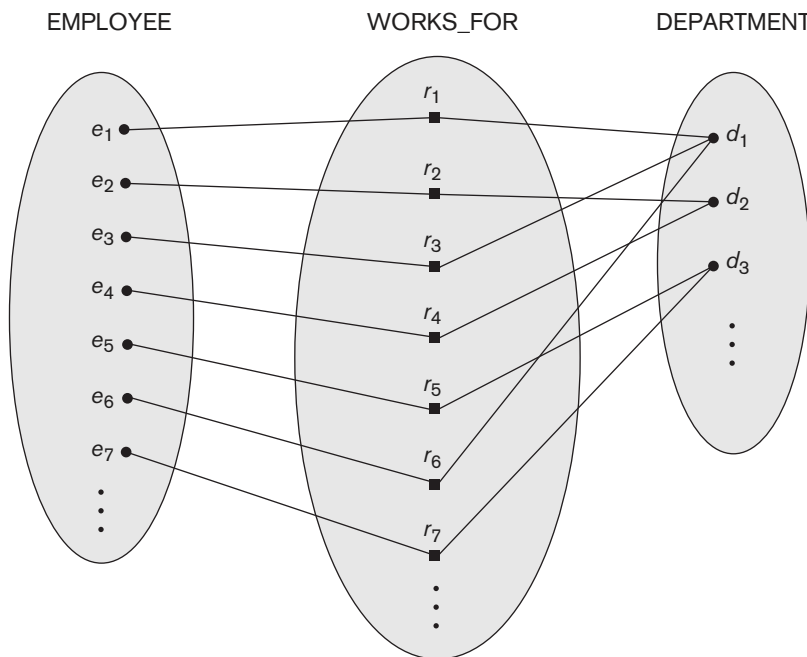 EMPLOYEE WORKS_FOR DEPARTMENT
e1 r1 d1
e2 r2 d2
e3 r3 d3
e4 r4
e5 r5
e6 r6
e7 r7